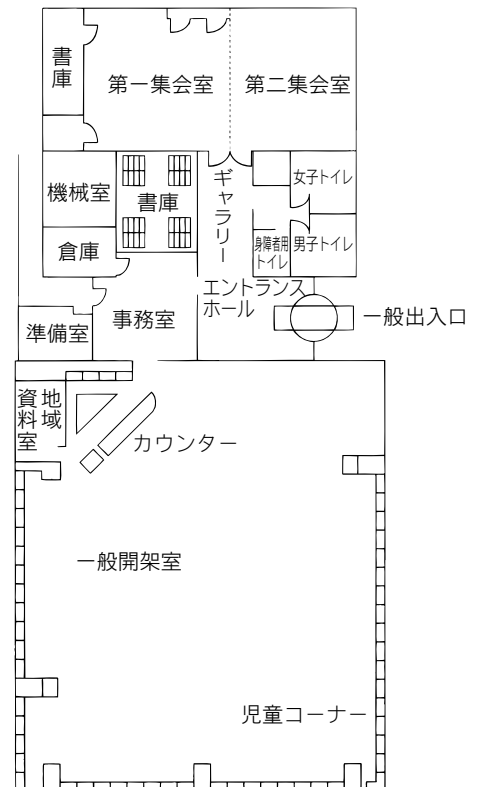 書庫
第一集会室
第二集会室
機械室
書庫
ギャラリー
女子トイレ
倉庫
身障者用
トイレ
男子トイレ
エントランス
ホール
一般出入口
準備室
事務室
地域
資料室
カウンター
一般開架室
児童コーナー